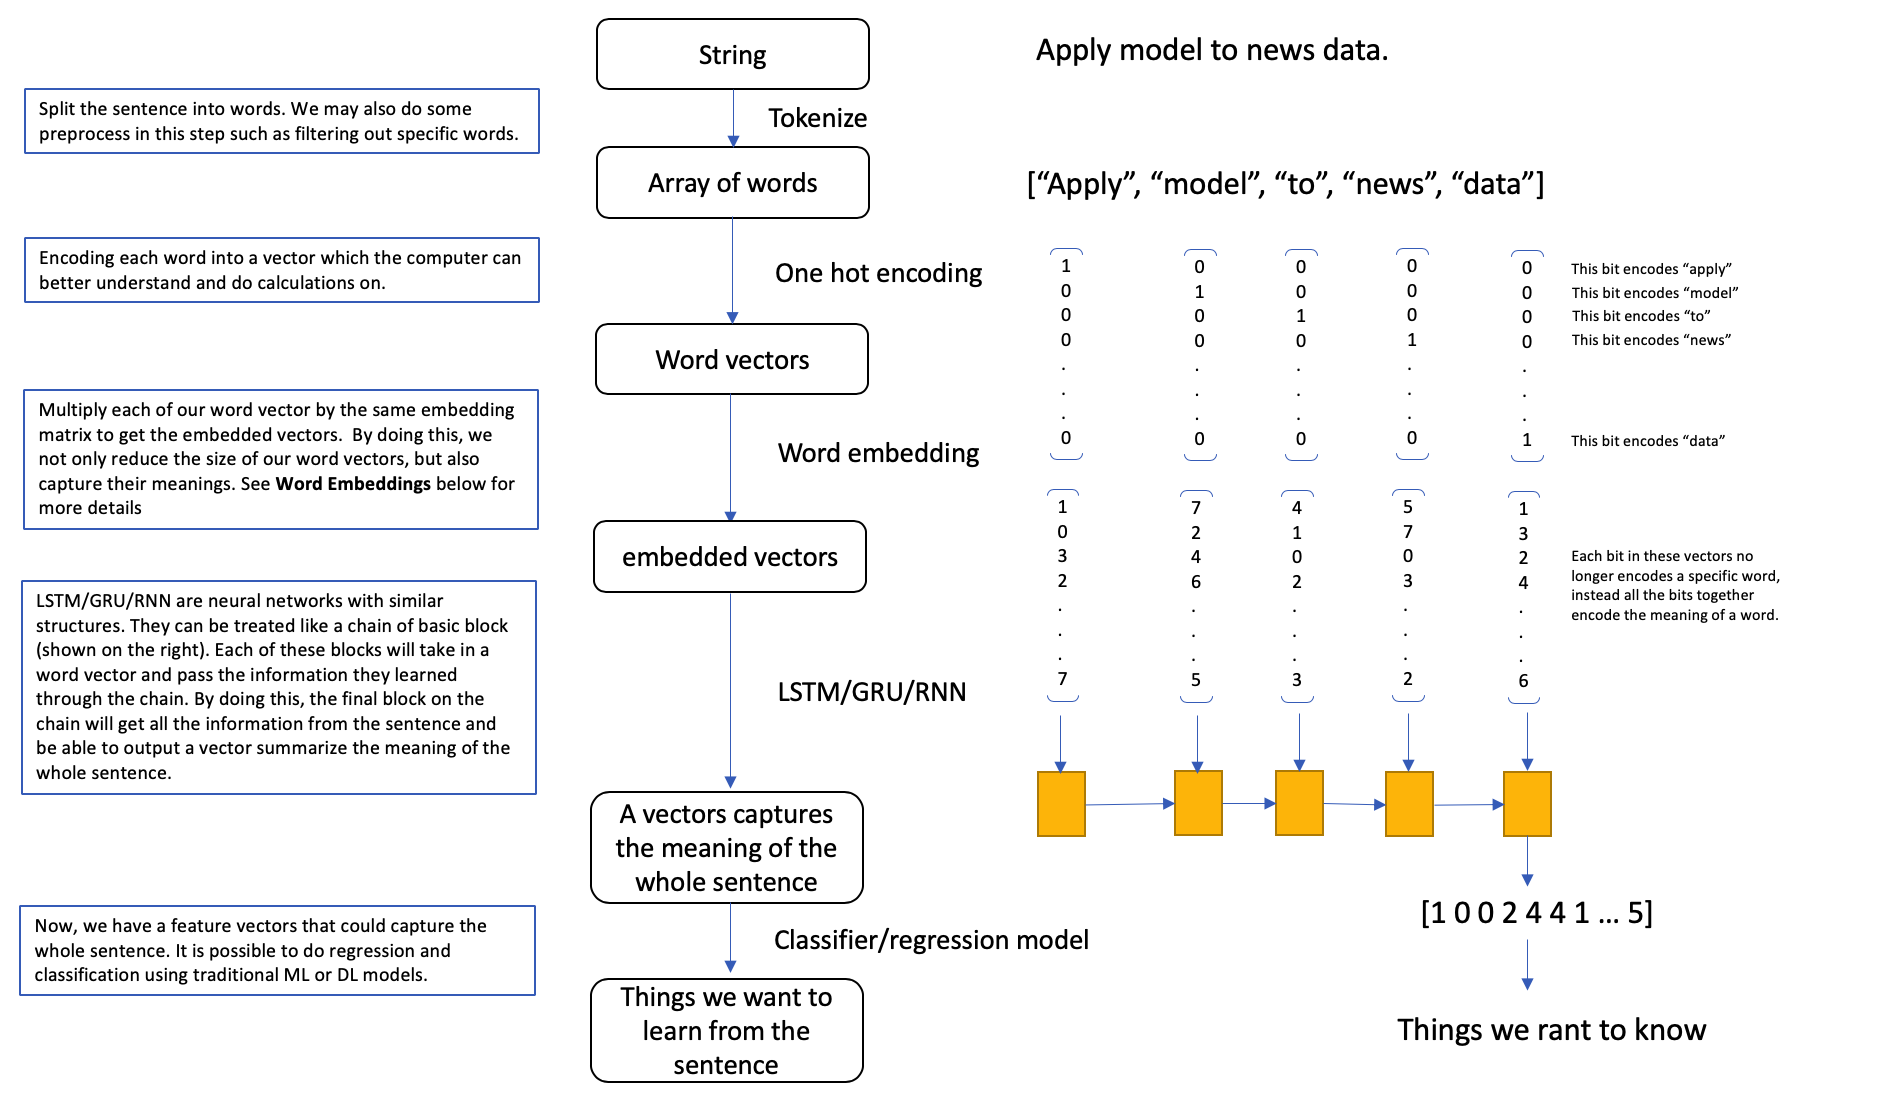 String
Apply model to news data.
Split the sentence into words. We may also do some
preprocess in this step such as filtering out specific words.
Tokenize
Array of words
[“Apply”, “model”, “to”, “news”, “data”]
Encoding each word into a vector which the computer can
better understand and do calculations on.
One hot encoding
1 0 0 0 0 This bit encodes “apply”
0 1 0 0 0 This bit encodes “model”
0 0 1 0 0 This bit encodes “to”
0 0 0 1 0 This bit encodes “news”
. . . . .
. . . . .
. . . . .
0 0 0 0 1 This bit encodes “data”
Word vectors
Multiply each of our word vector by the same embedding
matrix to get the embedded vectors.  By doing this, we
not only reduce the size of our word vectors, but also
capture their meanings. See Word Embeddings below for
more details
Word embedding
embedded vectors
1 7 4 5 1
0 2 1 7 3
3 4 0 0 2
2 6 2 3 4
. . . . .
. . . . .
. . . . .
7 5 3 2 6
Each bit in these vectors no
longer encodes a specific word,
instead all the bits together
encode the meaning of a word.
LSTM/GRU/RNN are neural networks with similar
structures. They can be treated like a chain of basic block
(shown on the right). Each of these blocks will take in a
word vector and pass the information they learned
through the chain. By doing this, the final block on the
chain will get all the information from the sentence and
be able to output a vector summarize the meaning of the
whole sentence.
LSTM/GRU/RNN
A vectors captures
the meaning of the
whole sentence
[1 0 0 2 4 4 1 … 5]
Now, we have a feature vectors that could capture the
whole sentence. It is possible to do regression and
classification using traditional ML or DL models.
Classifier/regression model
Things we want to
learn from the
sentence
Things we rant to know